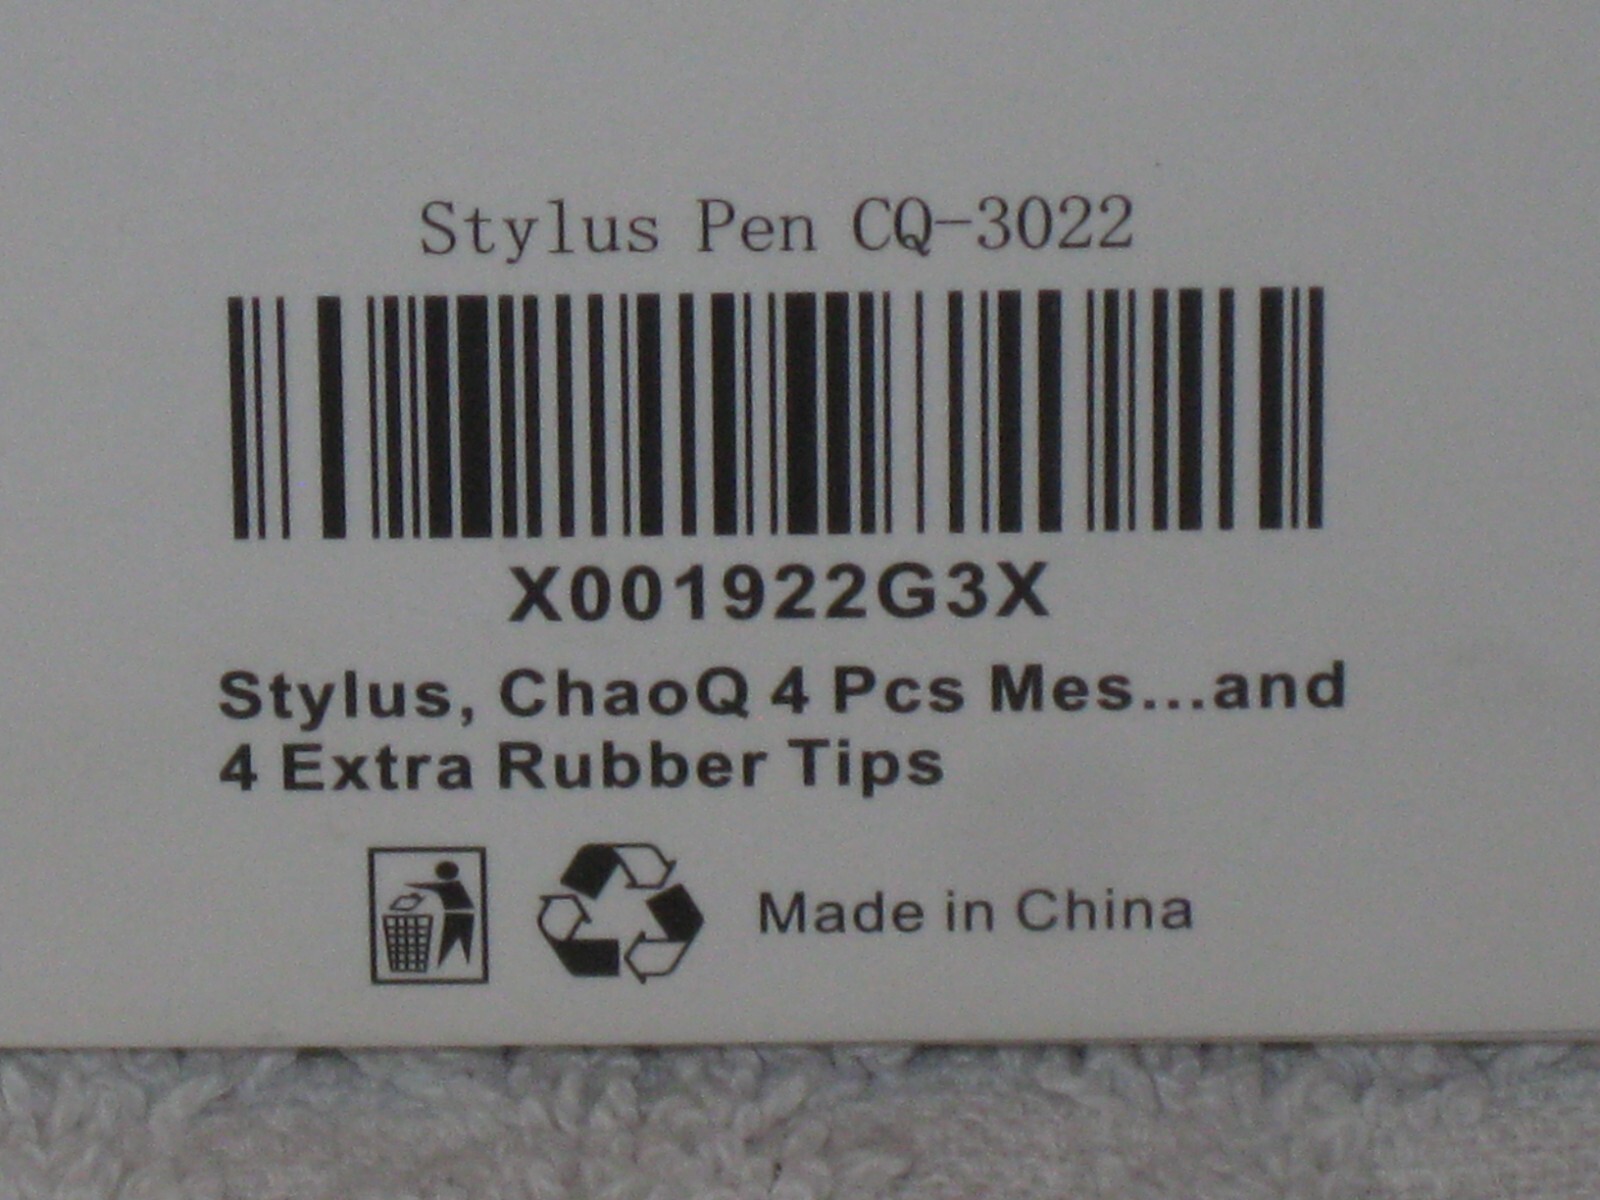 Stylus Pen CQ-3022
X001922G3X
Stylus, ChaoQ 4 Pcs Mes...and
4 Extra Rubber Tips
Made in China